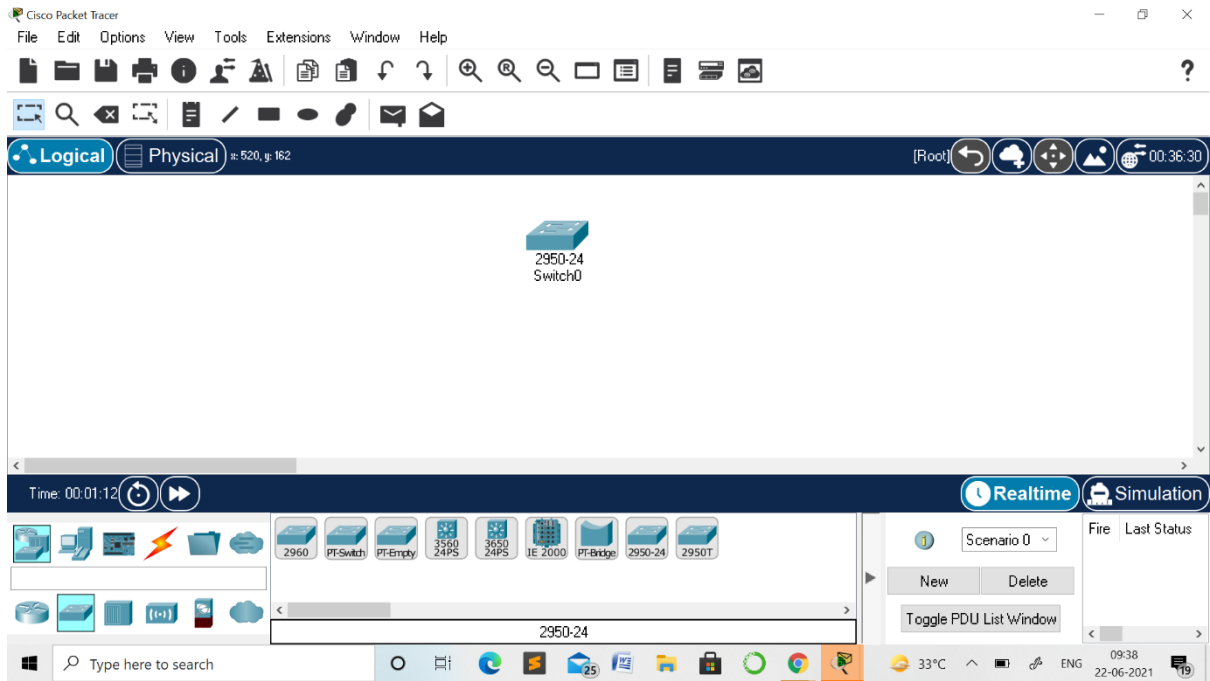 Cisco Packet Tracer
File Edit Options View Tools Extensions Window Help
?
Logical Physical x: 520, y: 162 [Root] 00:36:30
2950-24
Switch0
Time: 00:01:12 Realtime Simulation
2960 PT-Switch PT-Empty 3560 24PS 3650 24PS IE 2000 PT-Bridge 2950-24 2950T
Scenario 0
Fire Last Status
New Delete
Toggle PDU List Window
2950-24
Type here to search
25
33°C ENG
09:38
22-06-2021
19